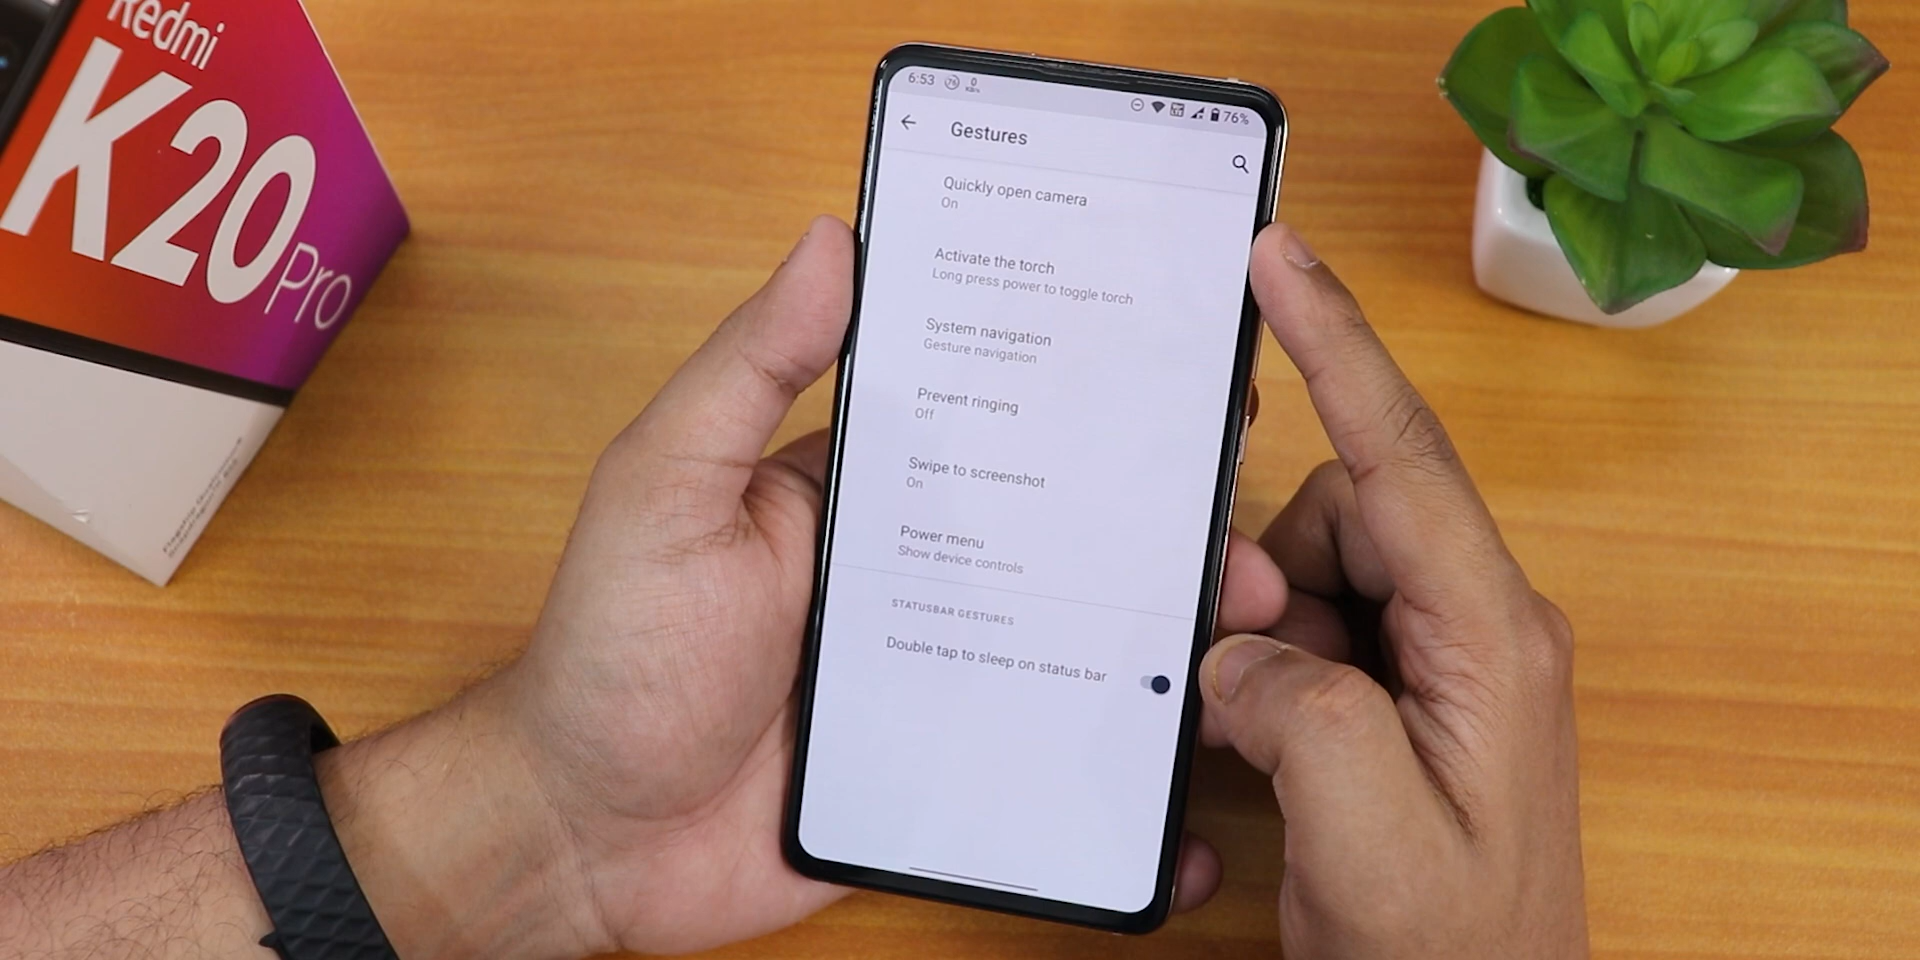 Redmi
K20 Pro
6:53
76%
Gestures
Quickly open camera
On
Activate the torch
Long press power to toggle torch
System navigation
Gesture navigation
Prevent ringing
Off
Swipe to screenshot
On
Power menu
Show device controls
STATUSBAR GESTURES
Double tap to sleep on status bar